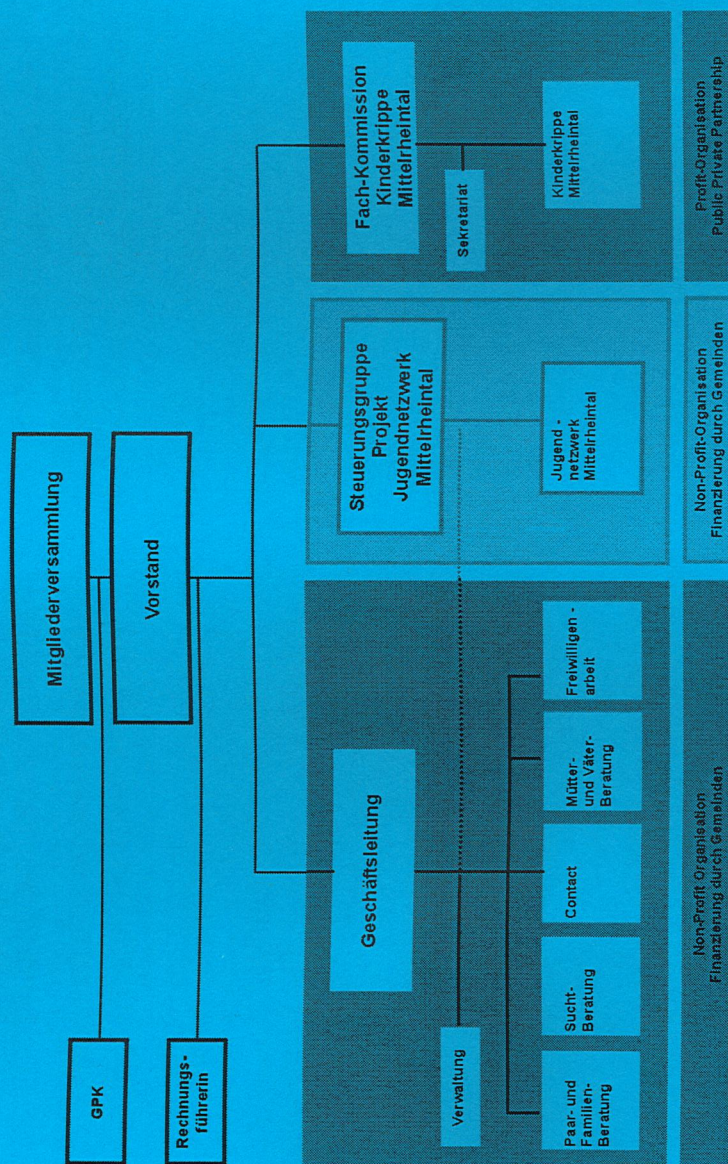 Mitgliederversammlung
GPK
Vorstand
Rechnungs-
führerin
Geschäftsleitung
Steuerungsgruppe
Projekt
Jugendnetzwerk
Mittelrheintal
Fach-Kommission
Kinderkrippe
Mittelrheintal
Verwaltung
Sekretariat
Paar- und
Familien-
Beratung
Sucht-
Beratung
Contact
Mütter-
und Väter-
Beratung
Freiwilligen -
arbeit
Jugend -
netzwerk
Mittelrheintal
Kinderkrippe
Mittelrheintal
Non-Profit Organisation
Finanzierung durch Gemeinden
Non-Profit-Organisation
Finanzierung durch Gemeinden
Profit-Organisation
Public Private Partnership